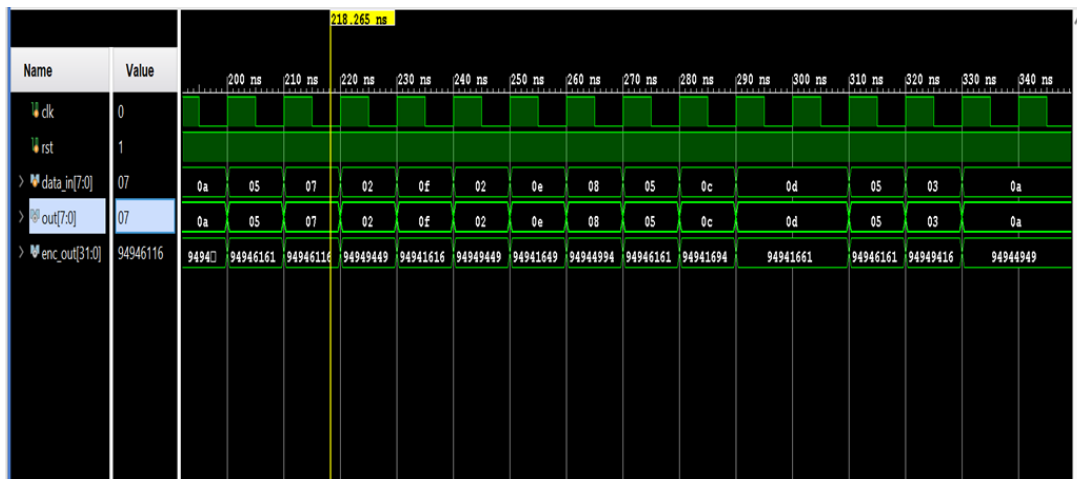 218.265 ns
Name Value
200 ns 210 ns 220 ns 230 ns 240 ns 250 ns 260 ns 270 ns 280 ns 290 ns 300 ns 310 ns 320 ns 330 ns 340 ns
clk 0
rst 1
data_in[7:0] 07 0a 05 07 02 0f 02 0e 08 05 0c 0d 05 03 0a
out[7:0] 07 0a 05 07 02 0f 02 0e 08 05 0c 0d 05 03 0a
enc_out[31:0] 94946116 9494 94946161 94946116 94949449 94941616 94949449 94941649 94944994 94946161 94941694 94941661 94946161 94949416 94944949